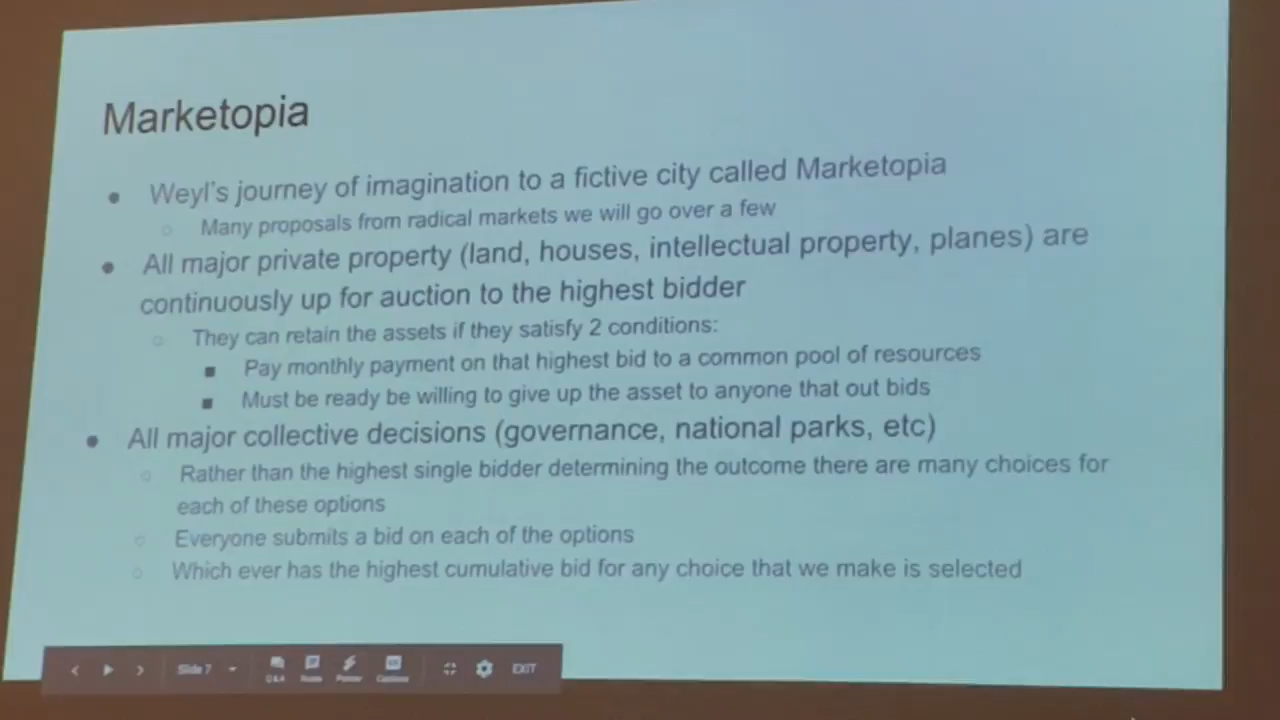 Marketopia
● Weyl's journey of imagination to a fictive city called Marketopia
○ Many proposals from radical markets we will go over a few
● All major private property (land, houses, intellectual property, planes) are
continuously up for auction to the highest bidder
○ They can retain the assets if they satisfy 2 conditions:
■ Pay monthly payment on that highest bid to a common pool of resources
■ Must be ready be willing to give up the asset to anyone that out bids
● All major collective decisions (governance, national parks, etc)
○ Rather than the highest single bidder determining the outcome there are many choices for
each of these options
○ Everyone submits a bid on each of the options
○ Which ever has the highest cumulative bid for any choice that we make is selected
Slide 7
Q&A Notes Pointer Captions EXIT